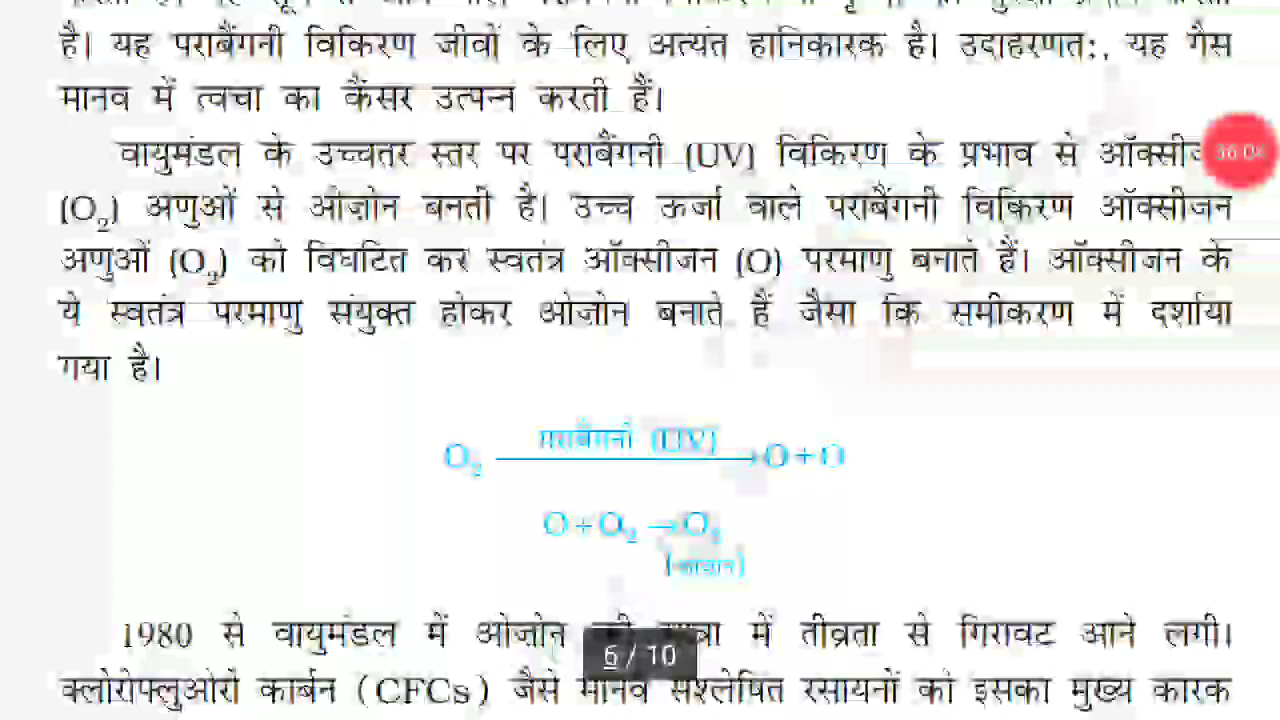 है। यह पराबैंगनी विकिरण जीवों के लिए अत्यंत हानिकारक है। उदाहरणत:, यह गैस
मानव में त्वचा का कैंसर उत्पन्न करती हैं।
वायुमंडल के उच्चतर स्तर पर पराबैंगनी (UV) विकिरण के प्रभाव से
(O₂) अणुओं से ओज़ोन बनती है। उच्च ऊर्जा वाले पराबैंगनी विकिरण ऑक्सीजन
अणुओं (O₂) को विघटित कर स्वतंत्र ऑक्सीजन (O) परमाणु बनाते हैं। ऑक्सीजन के
ये स्वतंत्र परमाणु संयुक्त होकर ओज़ोन बनाते हैं जैसा कि समीकरण में दर्शाया
गया है।
पराबैंगनी (UV)
O₂ → O + O
O + O₂ → O₃
(ओज़ोन)
1980 से वायुमंडल में ओज़ोन की मात्रा में तीव्रता से गिरावट आने लगी।
6 / 10
क्लोरोफ्लुओरो कार्बन (CFCs) जैसे मानव संश्लेषित रसायनों को इसका मुख्य कारक